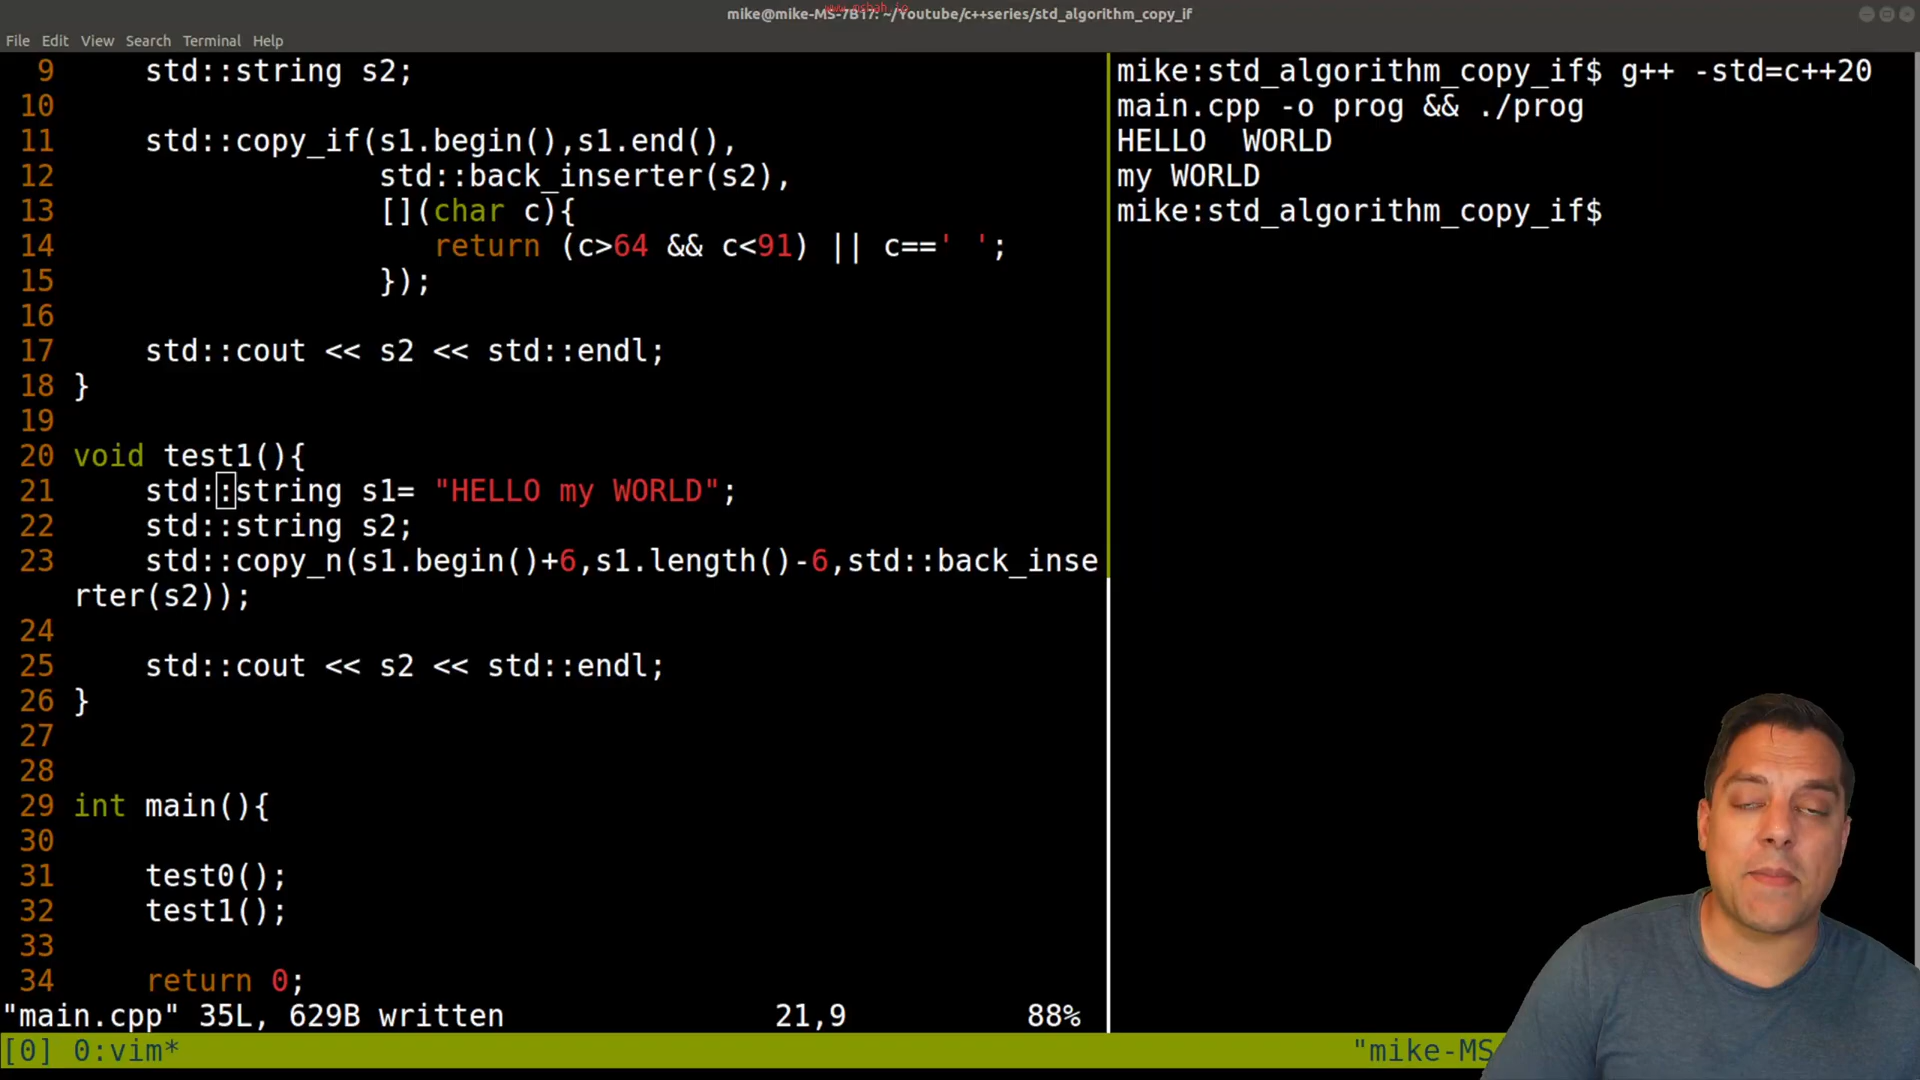 www.msbah.io
mike@mike-MS-7B17: ~/Youtube/c++series/std_algorithm_copy_if
File Edit View Search Terminal Help
9 std::string s2;
10
11 std::copy_if(s1.begin(),s1.end(),
12 std::back_inserter(s2),
13 [](char c){
14 return (c>64 && c<91) || c==' ';
15 });
16
17 std::cout << s2 << std::endl;
18 }
19
20 void test1(){
21 std::string s1= "HELLO my WORLD";
22 std::string s2;
23 std::copy_n(s1.begin()+6,s1.length()-6,std::back_inse
rter(s2));
24
25 std::cout << s2 << std::endl;
26 }
27
28
29 int main(){
30
31 test0();
32 test1();
33
34 return 0;
"main.cpp" 35L, 629B written 21,9 88%
[0] 0:vim* "mike-MS
mike:std_algorithm_copy_if$ g++ -std=c++20
main.cpp -o prog && ./prog
HELLO  WORLD
my WORLD
mike:std_algorithm_copy_if$